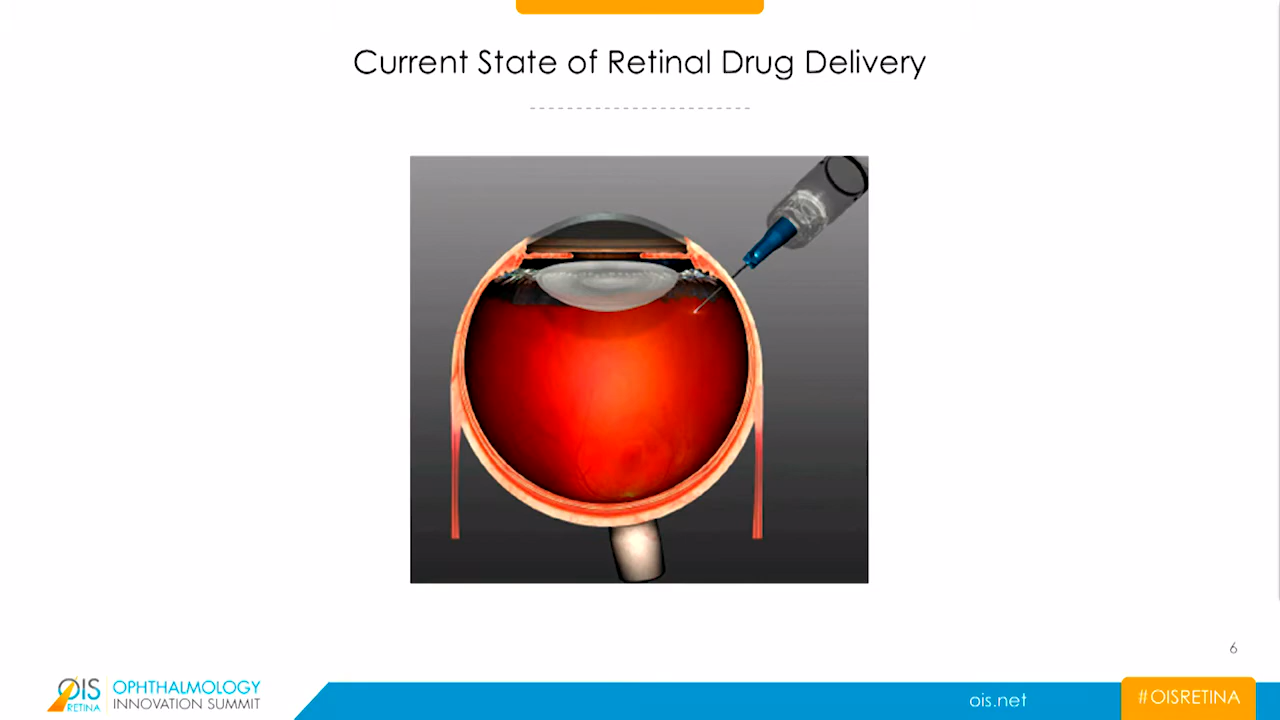 Current State of Retinal Drug Delivery
6
OIS
RETINA
OPHTHALMOLOGY
INNOVATION SUMMIT
ois.net
#OISRETINA